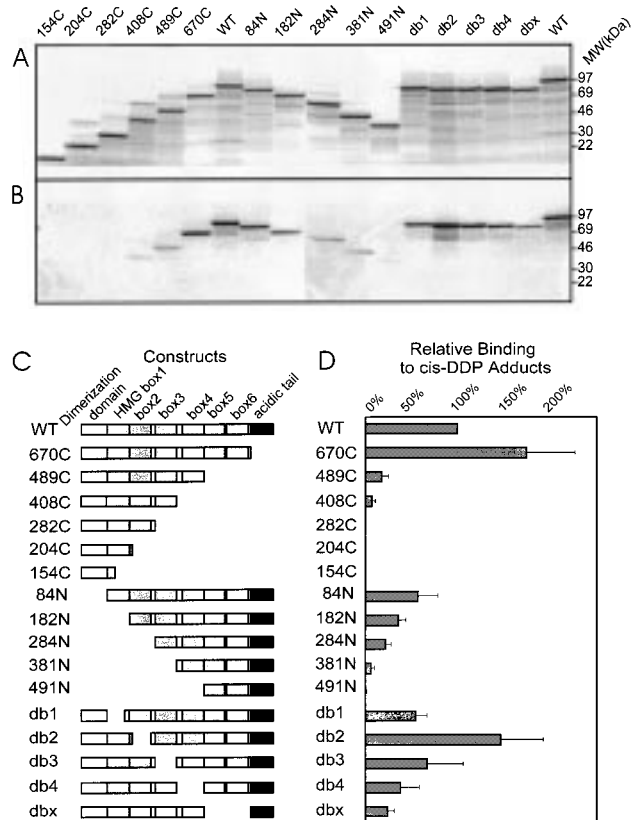 154C 204C 282C 408C 489C 670C WT 84N 182N 284N 381N 491N db1 db2 db3 db4 dbx WT MW(kDa)
A
97
69
46
30
22
B
97
69
46
30
22
C Constructs
Dimerization domain HMG box1 box2 box3 box4 box5 box6 acidic tail
D Relative Binding
to cis-DDP Adducts
0% 50% 100% 150% 200%
WT WT
670C 670C
489C 489C
408C 408C
282C 282C
204C 204C
154C 154C
84N 84N
182N 182N
284N 284N
381N 381N
491N 491N
db1 db1
db2 db2
db3 db3
db4 db4
dbx dbx